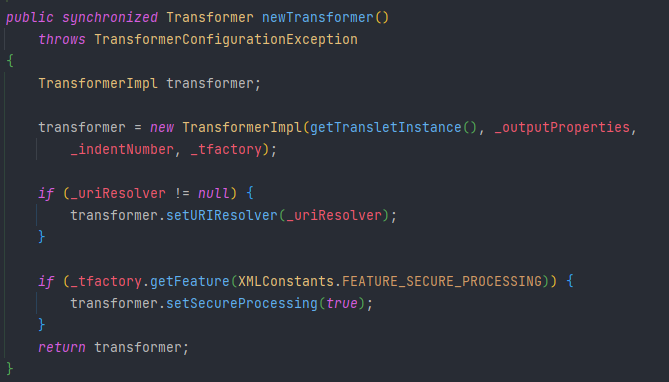 public synchronized Transformer newTransformer()
throws TransformerConfigurationException
{
TransformerImpl transformer;
transformer = new TransformerImpl(getTransletInstance(), _outputProperties,
_indentNumber, _tfactory);
if (_uriResolver != null) {
transformer.setURIResolver(_uriResolver);
}
if (_tfactory.getFeature(XMLConstants.FEATURE_SECURE_PROCESSING)) {
transformer.setSecureProcessing(true);
}
return transformer;
}